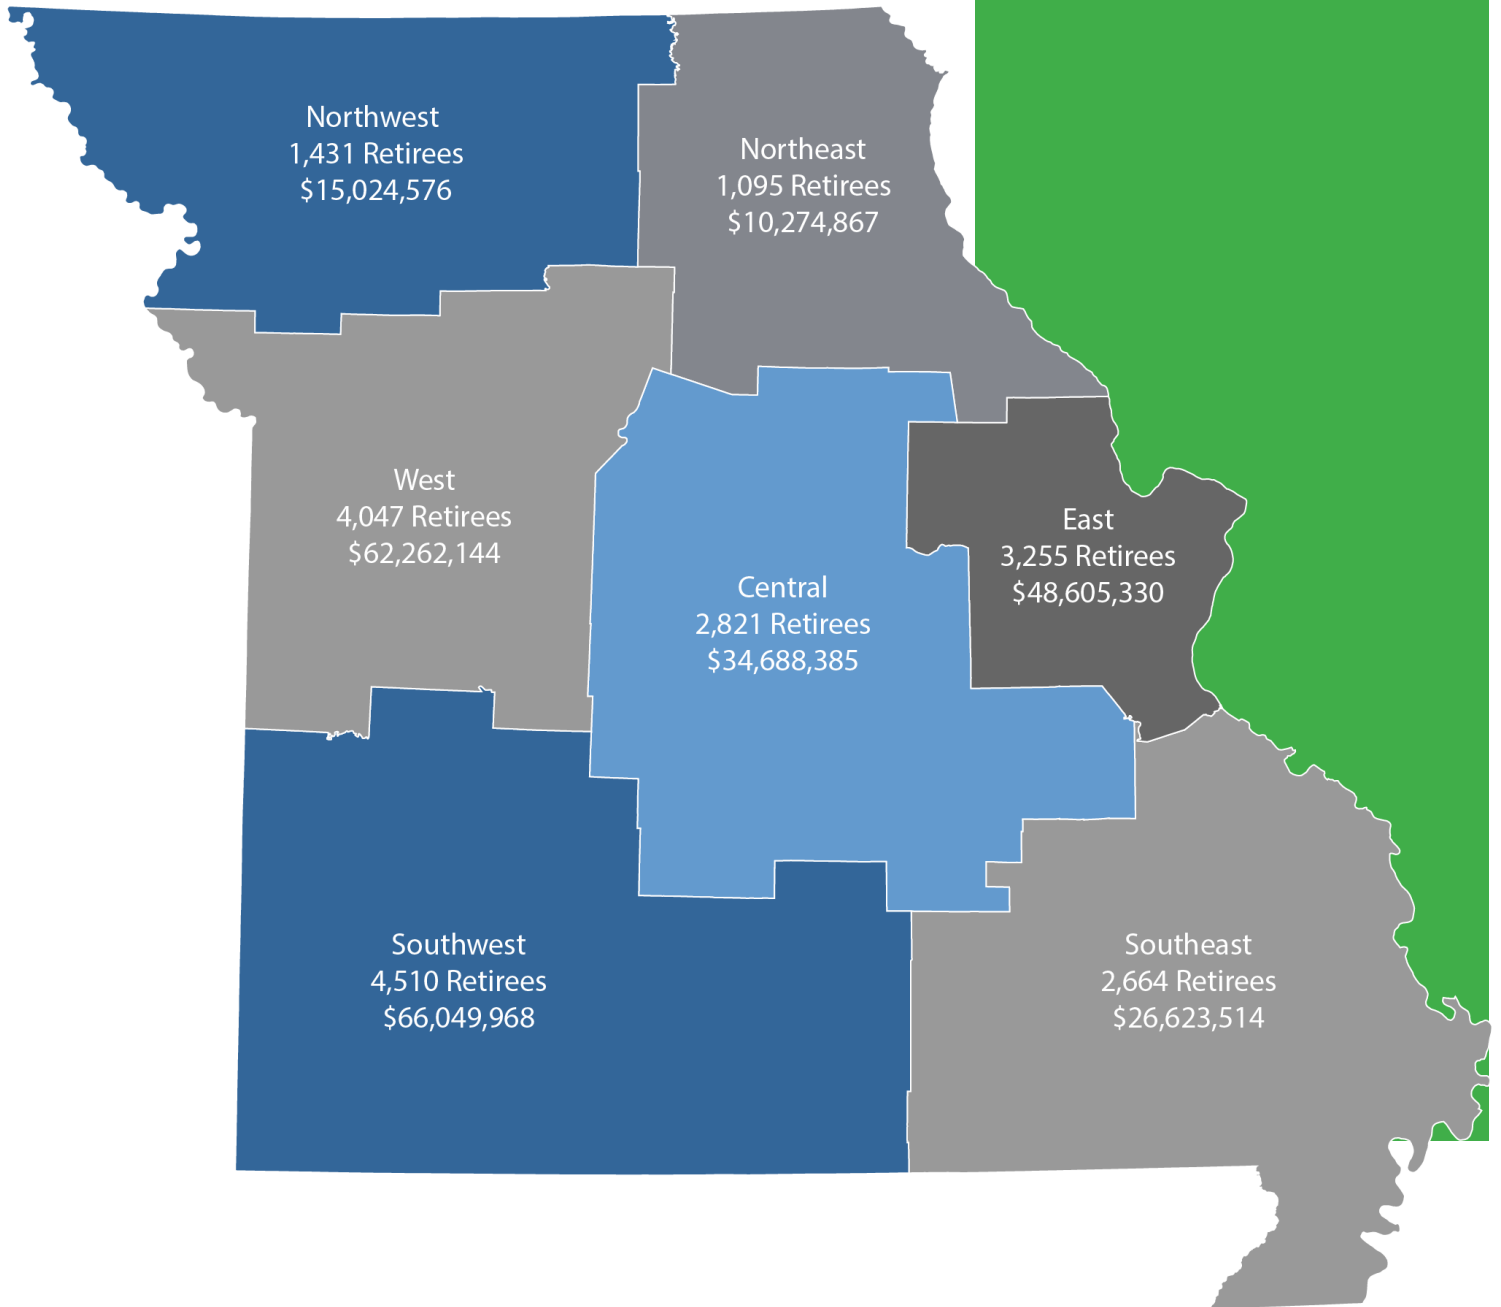 Northwest
1,431 Retirees
$15,024,576
Northeast
1,095 Retirees
$10,274,867
West
4,047 Retirees
$62,262,144
East
3,255 Retirees
$48,605,330
Central
2,821 Retirees
$34,688,385
Southwest
4,510 Retirees
$66,049,968
Southeast
2,664 Retirees
$26,623,514